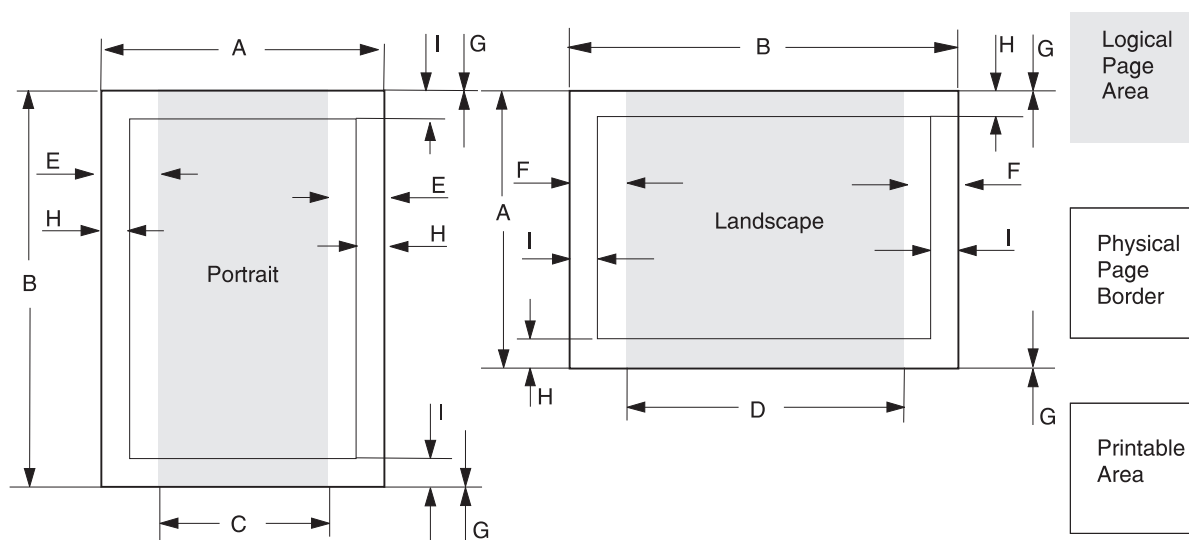 A
I
G
E
E
H
H
B
Portrait
I
C
G
B
H
G
F
F
A
Landscape
I
I
H
D
G
Logical
Page
Area
Physical
Page
Border
Printable
Area